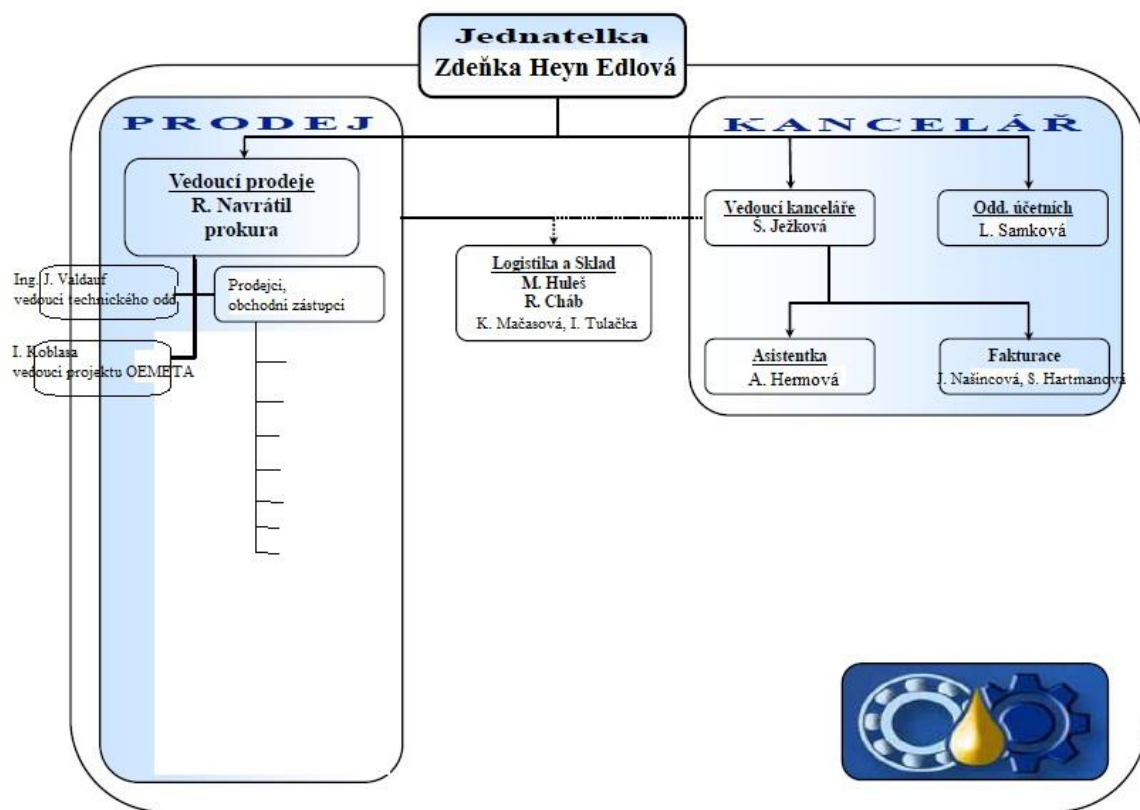 Jednatelka
Zdeňka Heyn Edlová
PRODEJ
Vedoucí prodeje
R. Navrátil
prokura
Ing. J. Valdauf
vedoucí technického odd.
Prodejci,
obchodní zástupci
I. Koblasa
vedoucí projektu OEMETA
Logistika a Sklad
M. Huleš
R. Cháb
K. Mačasová, I. Tulačka
KANCELÁŘ
Vedoucí kanceláře
Š. Ježková
Odd. účetních
L. Samková
Asistentka
A. Hermová
Fakturace
J. Našincová, S. Hartmanová